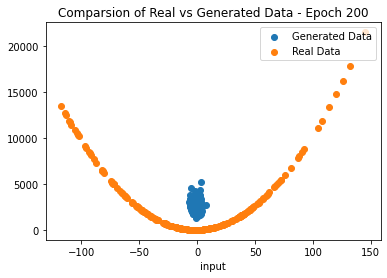 Comparsion of Real vs Generated Data - Epoch 200
Generated Data
Real Data
20000
15000
10000
5000
0
−100
−50
0
50
100
150
input